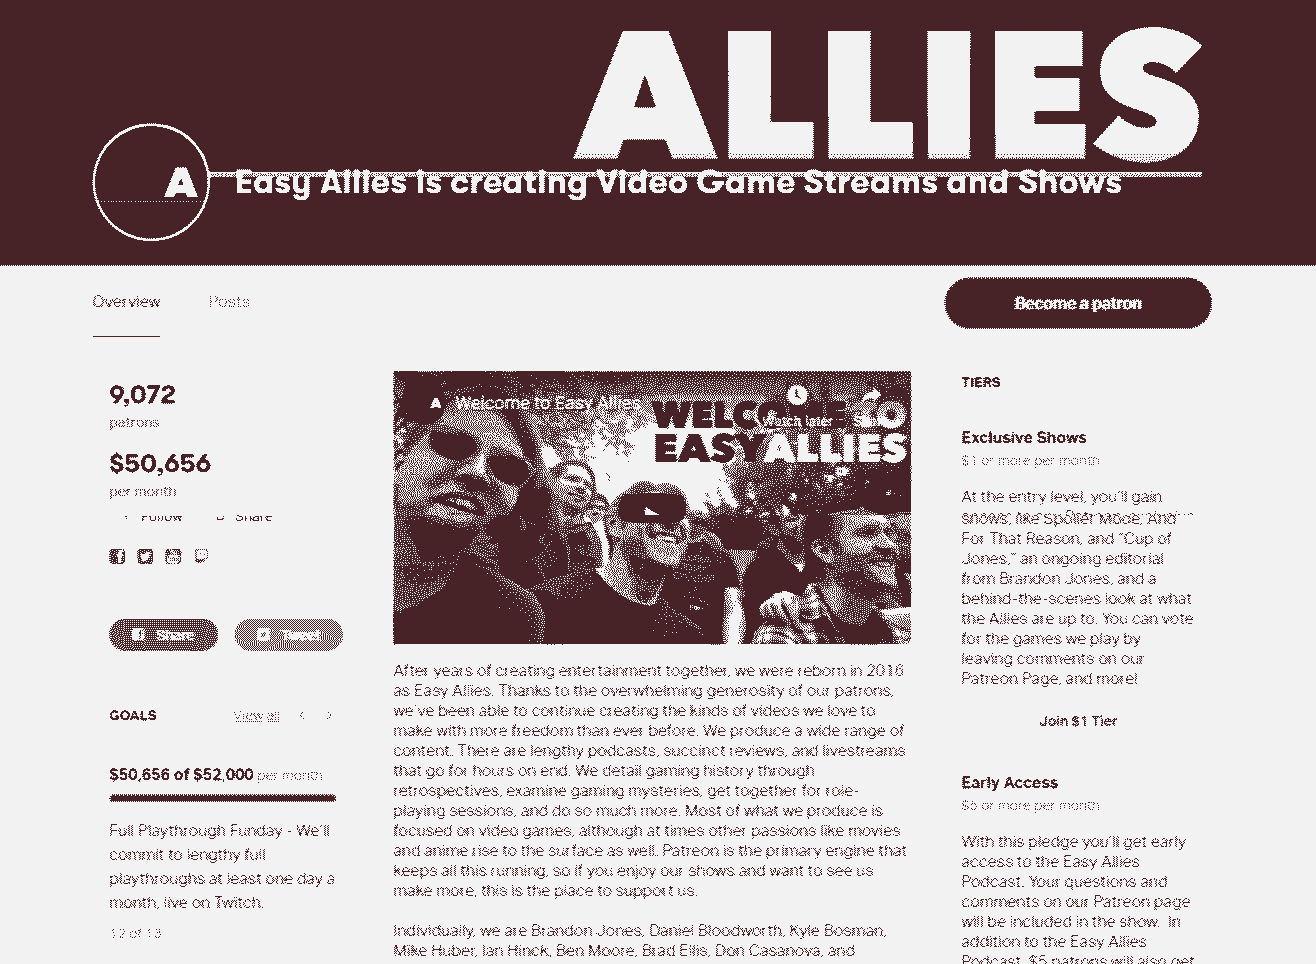 ALLIES
A
Easy Allies is creating Video Game Streams and Shows
Overview
Posts
Become a patron
9,072
patrons
$50,656
per month
Follow
Share
Share
Tweet
GOALS
View all
$50,656 of $52,000 per month
Full Playthrough Funday - We'll
commit to lengthy full
playthroughs at least one day a
month, live on Twitch.
12 of 13
A Welcome to Easy Allies
WELCOME TO
EASYALLIES
Watch later
After years of creating entertainment together, we were reborn in 2016
as Easy Allies. Thanks to the overwhelming generosity of our patrons,
we've been able to continue creating the kinds of videos we love to
make with more freedom than ever before. We produce a wide range of
content. There are lengthy podcasts, succinct reviews, and livestreams
that go for hours on end. We detail gaming history through
retrospectives, examine gaming mysteries, get together for role-
playing sessions, and do so much more. Most of what we produce is
focused on video games, although at times other passions like movies
and anime rise to the surface as well. Patreon is the primary engine that
keeps all this running, so if you enjoy our shows and want to see us
make more, this is the place to support us.
Individually, we are Brandon Jones, Daniel Bloodworth, Kyle Bosman,
Mike Huber, Ian Hinck, Ben Moore, Brad Ellis, Don Casanova, and
TIERS
Exclusive Shows
$1 or more per month
At the entry level, you'll gain
shows, like Spoiler Mode, And
For That Reason, and "Cup of
Jones," an ongoing editorial
from Brandon Jones, and a
behind-the-scenes look at what
the Allies are up to. You can vote
for the games we play by
leaving comments on our
Patreon Page, and more!
Join $1 Tier
Early Access
$5 or more per month
With this pledge you'll get early
access to the Easy Allies
Podcast. Your questions and
comments on our Patreon page
will be included in the show. In
addition to the Easy Allies
Podcast, $5 patrons will also get